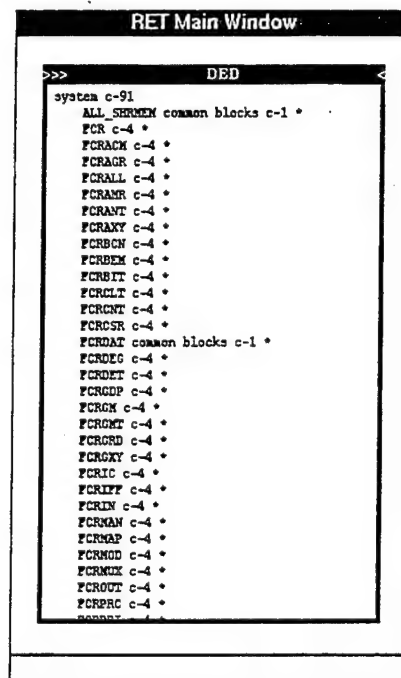 RET Main Window
>>> DED <
system c-91
ALL_SHRMEM common blocks c-1 *
FCR c-4 *
FCRACM c-4 *
FCRAGR c-4 *
FCRALL c-4 *
FCRAMR c-4 *
FCRANT c-4 *
FCRAXY c-4 *
FCRBCN c-4 *
FCRBEM c-4 *
FCRBIT c-4 *
FCRCLT c-4 *
FCRCNT c-4 *
FCRCSR c-4 *
FCRDAT common blocks c-1 *
FCRDEG c-4 *
FCRDET c-4 *
FCRGDP c-4 *
FCRGM c-4 *
FCRGMT c-4 *
FCRGRD c-4 *
FCRGXY c-4 *
FCRIC c-4 *
FCRIFF c-4 *
FCRIN c-4 *
FCRMAN c-4 *
FCRMAP c-4 *
FCRMOD c-4 *
FCRMUX c-4 *
FCROUT c-4 *
FCRPRC c-4 *